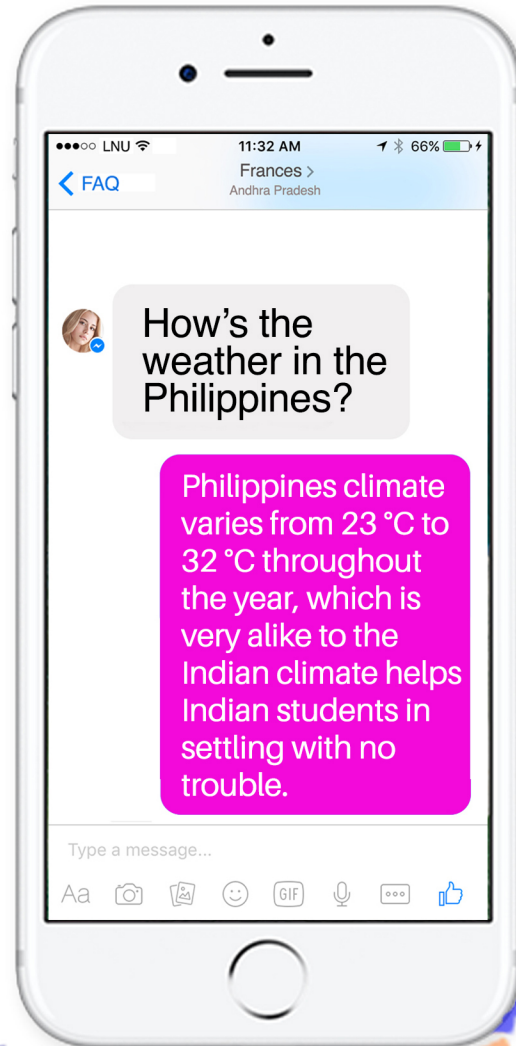 LNU 11:32 AM 66%
FAQ Frances >
Andhra Pradesh
How’s the
weather in the
Philippines?
Philippines climate
varies from 23 °C to
32 °C throughout
the year, which is
very alike to the
Indian climate helps
Indian students in
settling with no
trouble.
Type a message...
Aa GIF